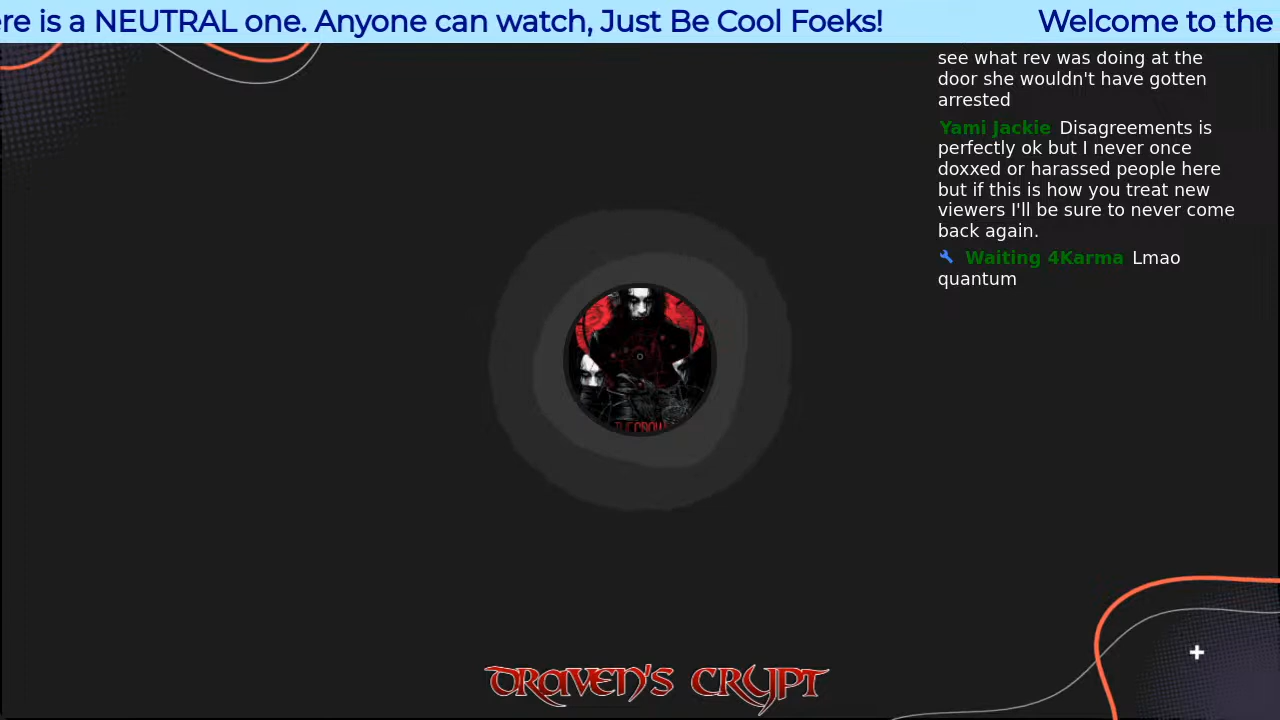 re is a NEUTRAL one. Anyone can watch, Just Be Cool Foeks! Welcome to the
see what rev was doing at the
door she wouldn't have gotten
arrested
Yami Jackie Disagreements is
perfectly ok but I never once
doxxed or harassed people here
but if this is how you treat new
viewers I'll be sure to never come
back again.
Waiting 4Karma Lmao
quantum
THE CROW
DRAVEN'S CRYPT